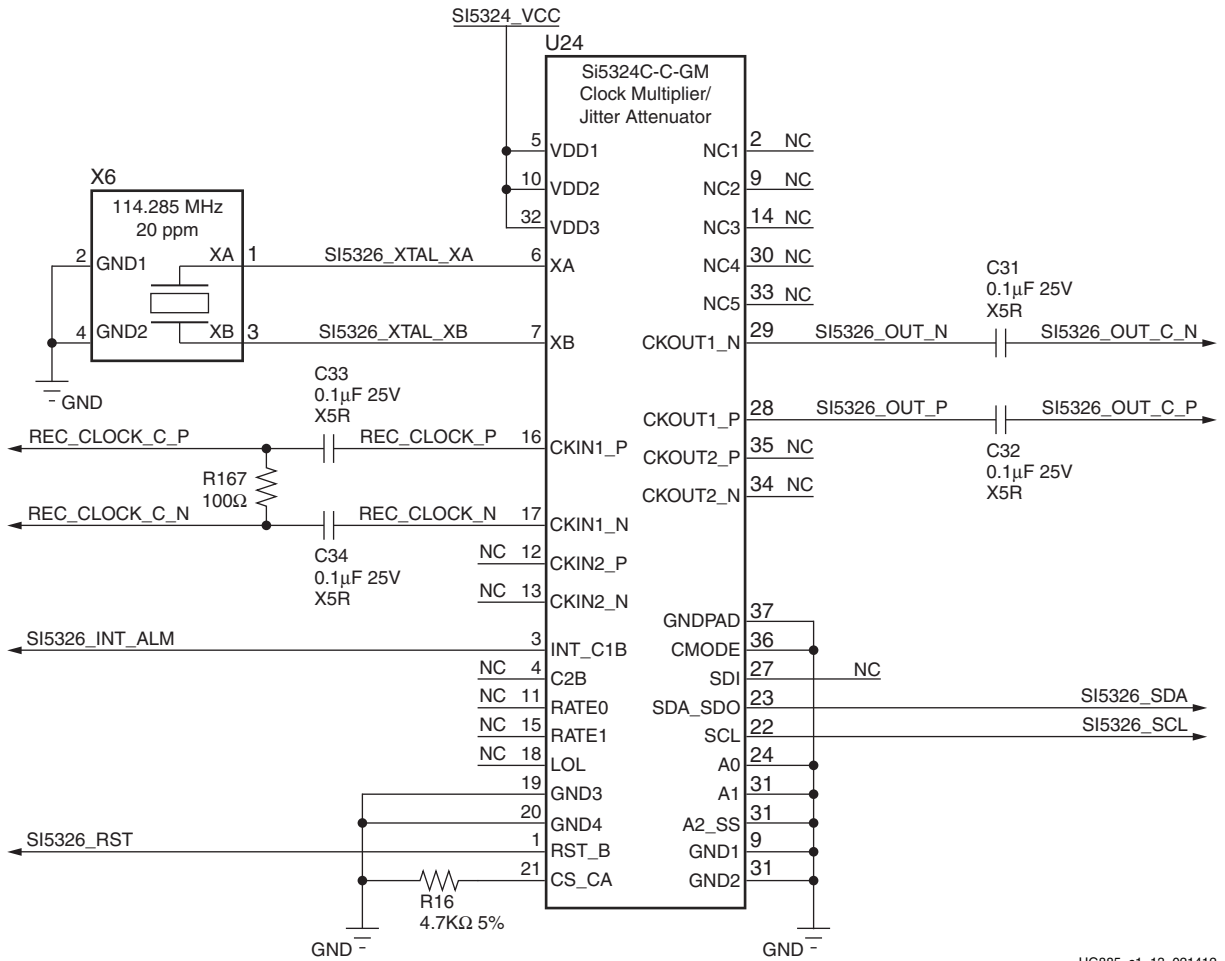 SI5324_VCC
U24
Si5324C-C-GM
Clock Multiplier/
Jitter Attenuator
5 VDD1
10 VDD2
32 VDD3
6 XA
7 XB
16 CKIN1_P
17 CKIN1_N
NC 12 CKIN2_P
NC 13 CKIN2_N
3 INT_C1B
NC 4 C2B
NC 11 RATE0
NC 15 RATE1
NC 18 LOL
19 GND3
20 GND4
1 RST_B
21 CS_CA
NC1 2 NC
NC2 9 NC
NC3 14 NC
NC4 30 NC
NC5 33 NC
CKOUT1_N 29
CKOUT1_P 28
CKOUT2_P 35 NC
CKOUT2_N 34 NC
GNDPAD 37
CMODE 36
SDI 27 NC
SDA_SDO 23
SCL 22
A0 24
A1 31
A2_SS 31
GND1 9
GND2 31
X6
114.285 MHz
20 ppm
2 GND1
XA 1
4 GND2
XB 3
SI5326_XTAL_XA
SI5326_XTAL_XB
GND
C33
0.1μF 25V
X5R
REC_CLOCK_C_P
REC_CLOCK_P
R167
100Ω
REC_CLOCK_C_N
REC_CLOCK_N
C34
0.1μF 25V
X5R
SI5326_INT_ALM
SI5326_RST
R16
4.7KΩ 5%
GND
C31
0.1μF 25V
X5R
SI5326_OUT_N
SI5326_OUT_C_N
SI5326_OUT_P
SI5326_OUT_C_P
C32
0.1μF 25V
X5R
SI5326_SDA
SI5326_SCL
GND